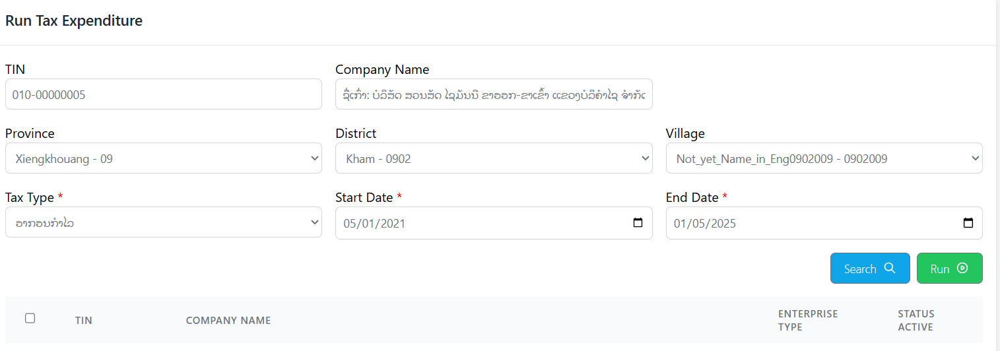 Run Tax Expenditure
TIN
Company Name
010-00000005
ຊື່ເກົ່າ: ບໍລິສັດ ສວນສັດ ໄຊມັນນີ ຂາອອກ-ຂາເຂົ້າ ແຂວງບໍລິຄຳໄຊ ຈຳກັດ
Province
District
Village
Xiengkhouang - 09
Kham - 0902
Not_yet_Name_in_Eng0902009 - 0902009
Tax Type *
Start Date *
End Date *
ອາກອນກຳໄລ
05/01/2021
01/05/2025
Search
Run
TIN
COMPANY NAME
ENTERPRISE
TYPE
STATUS
ACTIVE